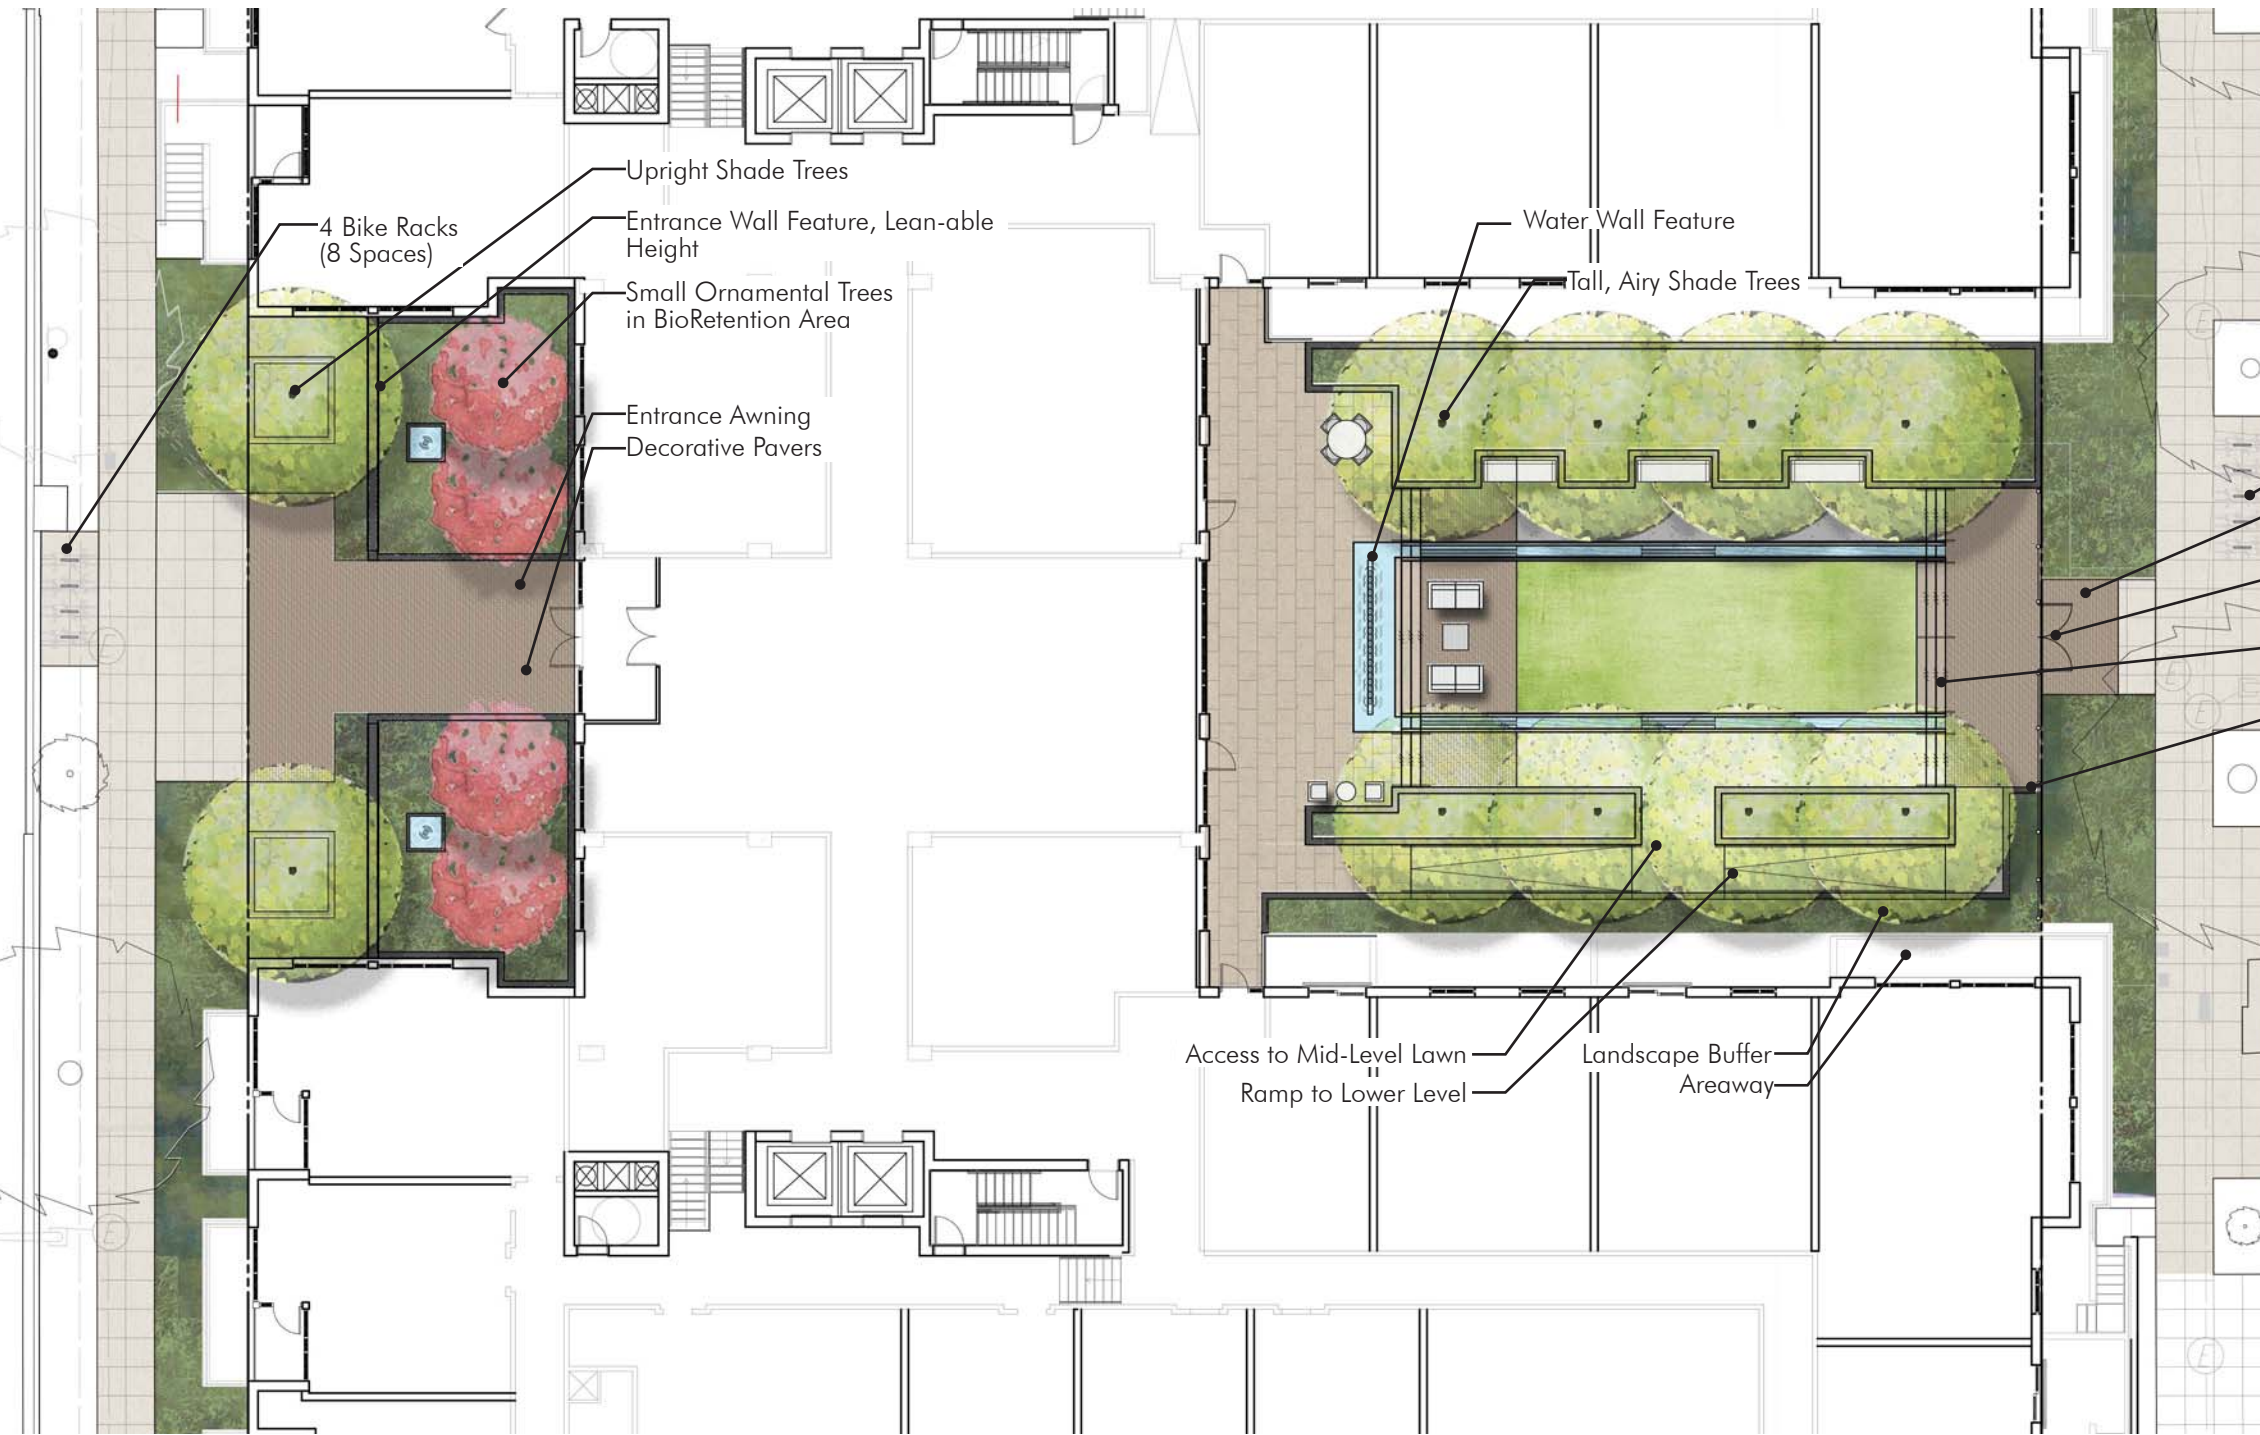 Upright Shade Trees
4 Bike Racks
(8 Spaces)
Entrance Wall Feature, Lean-able
Height
Small Ornamental Trees
in BioRetention Area
Entrance Awning
Decorative Pavers
Water Wall Feature
Tall, Airy Shade Trees
Access to Mid-Level Lawn
Ramp to Lower Level
Landscape Buffer
Areaway
E
E
E
E
E
E